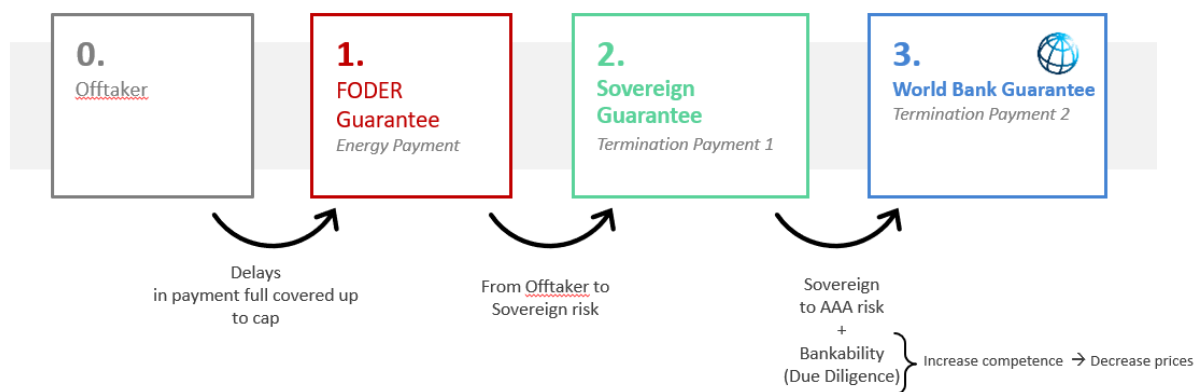 0.
Offtaker
1.
FODER
Guarantee
Energy Payment
2.
Sovereign
Guarantee
Termination Payment 1
3.
World Bank Guarantee
Termination Payment 2
Delays
in payment full covered up
to cap
From Offtaker to
Sovereign risk
Sovereign
to AAA risk
+
Bankability
(Due Diligence)
Increase competence → Decrease prices